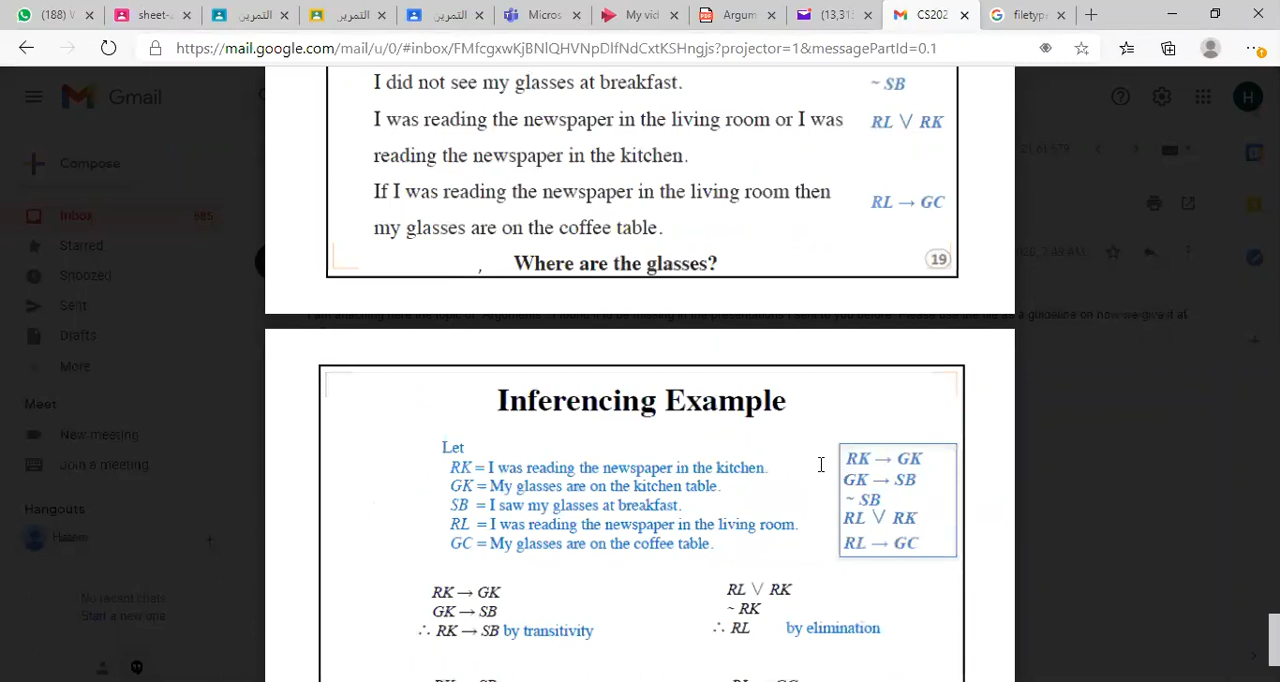 (188) W
sheet-
التمرين
التمرين
التمرين
Micros
My vid
Argum
(13,31
CS202
filetyp
https://mail.google.com/mail/u/0/#inbox/FMfcgxwKjBNlQHVNpDlfNdCxtKSHngjs?projector=1&messagePartId=0.1
Gmail
H
Compose
Inbox
Starred
Snoozed
Sent
Drafts
More
Meet
New meeting
Join a meeting
Hangouts
No recent chats
Start a new one
I did not see my glasses at breakfast. ~ SB
I was reading the newspaper in the living room or I was RL ∨ RK
reading the newspaper in the kitchen.
If I was reading the newspaper in the living room then
my glasses are on the coffee table. RL → GC
Where are the glasses?
19
Inferencing Example
Let
RK = I was reading the newspaper in the kitchen.
GK = My glasses are on the kitchen table.
SB = I saw my glasses at breakfast.
RL = I was reading the newspaper in the living room.
GC = My glasses are on the coffee table.
RK → GK
GK → SB
~ SB
RL ∨ RK
RL → GC
RK → GK
GK → SB
∴ RK → SB by transitivity
RL ∨ RK
~ RK
∴ RL by elimination